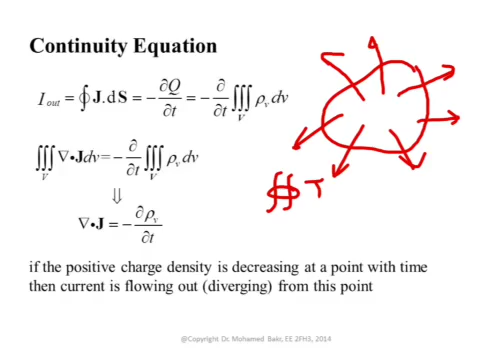 Continuity Equation
I_out = ∮ J.dS = −∂Q/∂t = −∂/∂t ∭_V ρ_v dv
∭_V ∇•J dv = −∂/∂t ∭_V ρ_v dv
⇓
∇•J = −∂ρ_v/∂t
∯ J
if the positive charge density is decreasing at a point with time
then current is flowing out (diverging) from this point
@Copyright Dr. Mohamed Bakr, EE 2FH3, 2014